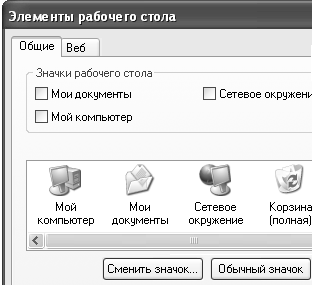 Элементы рабочего стола
Общие Веб
Значки рабочего стола
Мои документы Сетевое окружени
Мой компьютер
Мой Мои Сетевое Корзина
компьютер документы окружение (полная)
Сменить значок... Обычный значок